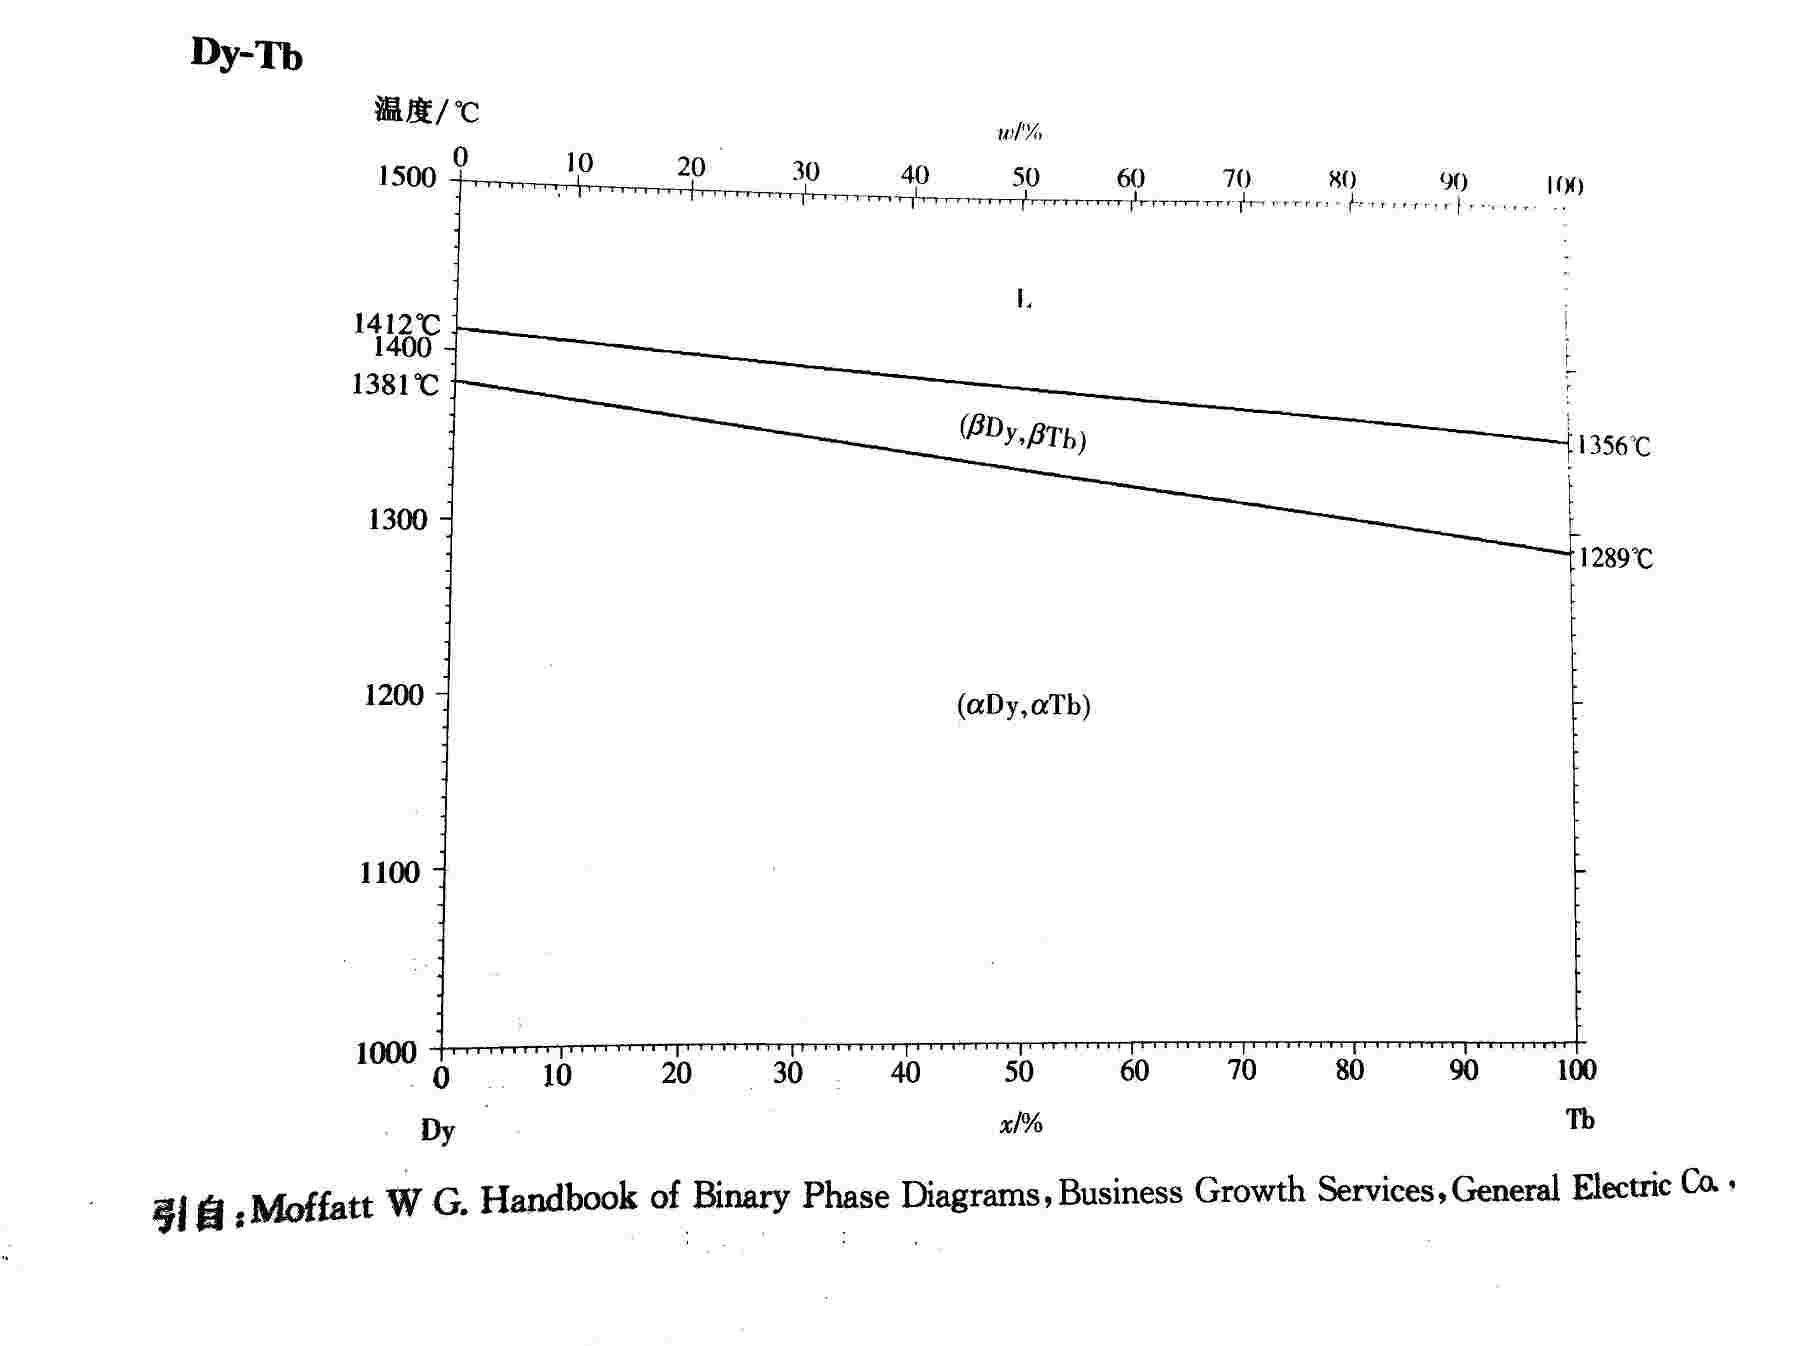 Dy-Tb
温度/℃
w/%
0 10 20 30 40 50 60 70 80 90 100
1500
L
1412℃
1400
1381℃
(βDy,βTb)
1356℃
1300
1289℃
1200
(αDy,αTb)
1100
1000
0 10 20 30 40 50 60 70 80 90 100
Dy x/% Tb
引自:Moffatt W G. Handbook of Binary Phase Diagrams,Business Growth Services,General Electric Co.,